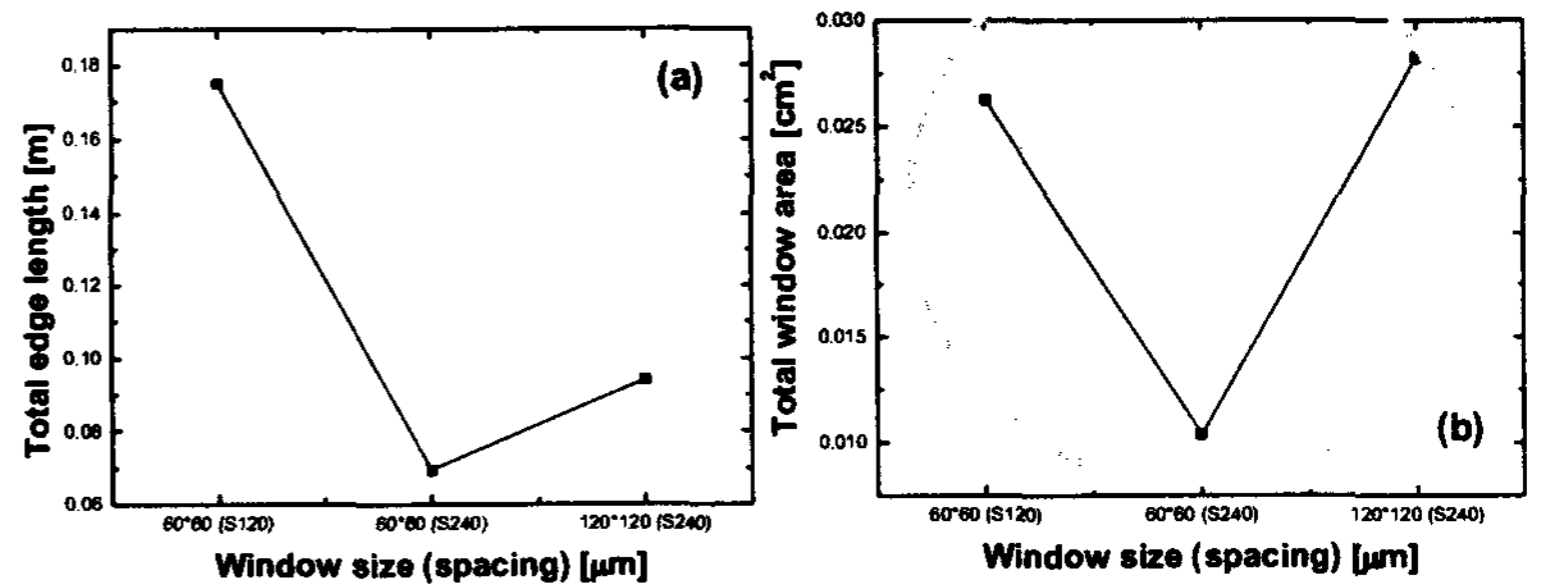 (a)
Total edge length [m]
0.18
0.16
0.14
0.12
0.10
0.08
0.06
60*60 (S120)
60*60 (S240)
120*120 (S240)
Window size (spacing) [μm]
(b)
Total window area [cm²]
0.030
0.025
0.020
0.015
0.010
60*60 (S120)
60*60 (S240)
120*120 (S240)
Window size (spacing) [μm]